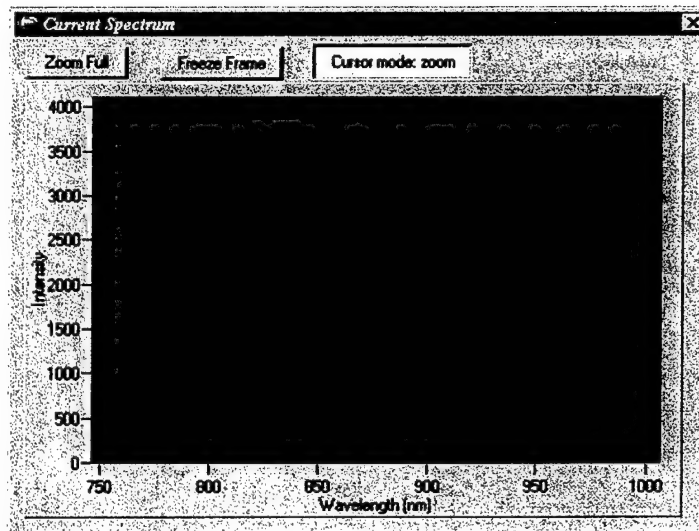 Current Spectrum
Zoom Full Freeze Frame Cursor mode: zoom
4000
3500
3000
2500
2000
1500
1000
500
0
Intensity
750 800 850 900 950 1000
Wavelength (nm)